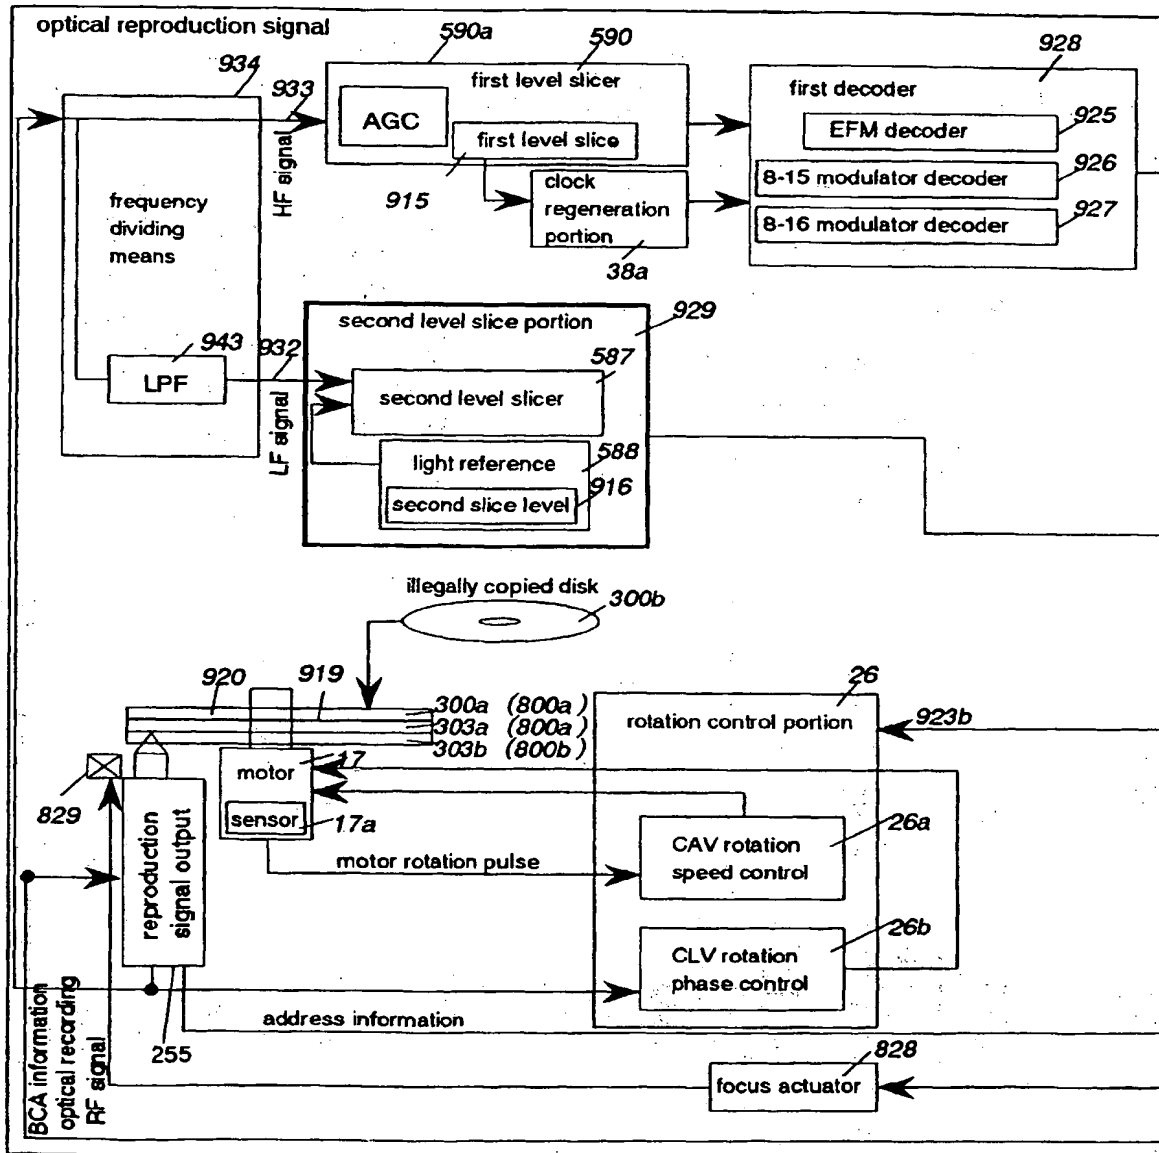 optical reproduction signal
590a
590
928
934
933
first level slicer
first decoder
AGC
first level slice
EFM decoder
925
HF signal
926
8-15 modulator decoder
915
clock
regeneration
portion
927
8-16 modulator decoder
38a
frequency
dividing
means
second level slice portion
929
943
932
587
LPF
second level slicer
LF signal
light reference
588
916
second slice level
illegally copied disk
300b
920
919
300a (800a)
303a (800a)
303b (800b)
26
rotation control portion
923b
829
motor
17
sensor
17a
26a
CAV rotation
speed control
motor rotation pulse
reproduction
signal output
26b
CLV rotation
phase control
address information
255
BCA information
optical recording
RF signal
828
focus actuator